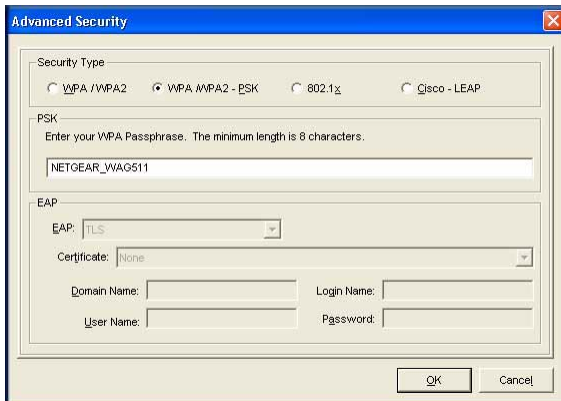 Advanced Security
Security Type
WPA / WPA2
WPA /WPA2 - PSK
802.1x
Cisco - LEAP
PSK
Enter your WPA Passphrase. The minimum length is 8 characters.
NETGEAR_WAG511
EAP
EAP: TLS
Certificate: None
Domain Name:
Login Name:
User Name:
Password:
OK
Cancel